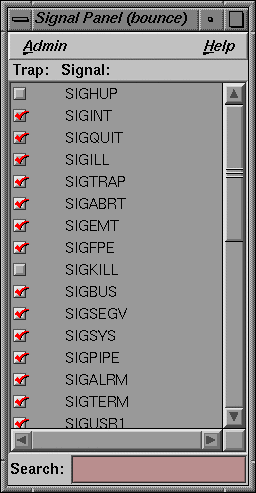 Signal Panel (bounce)
Admin Help
Trap: Signal:
SIGHUP
SIGINT
SIGQUIT
SIGILL
SIGTRAP
SIGABRT
SIGEMT
SIGFPE
SIGKILL
SIGBUS
SIGSEGV
SIGSYS
SIGPIPE
SIGALRM
SIGTERM
SIGUSR1
Search: